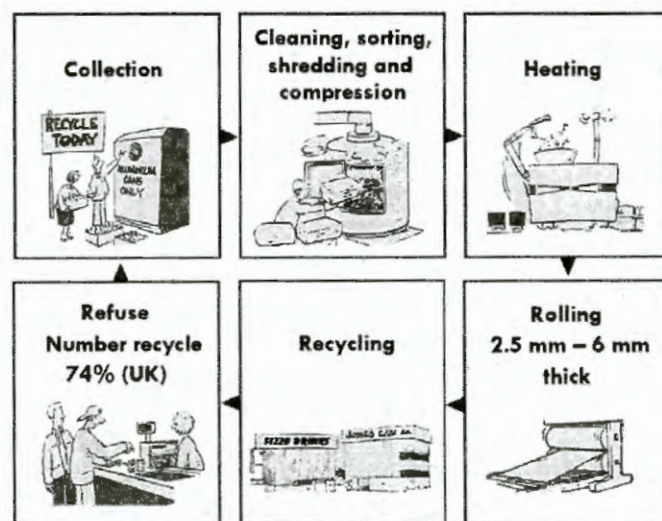 Collection
RECYCLE
TODAY
ALUMINIUM
CANS
ONLY
Cleaning, sorting,
shredding and
compression
Heating
Refuse
Number recycle
74% (UK)
Recycling
FIZZO DRINKS
Rolling
2.5 mm – 6 mm
thick